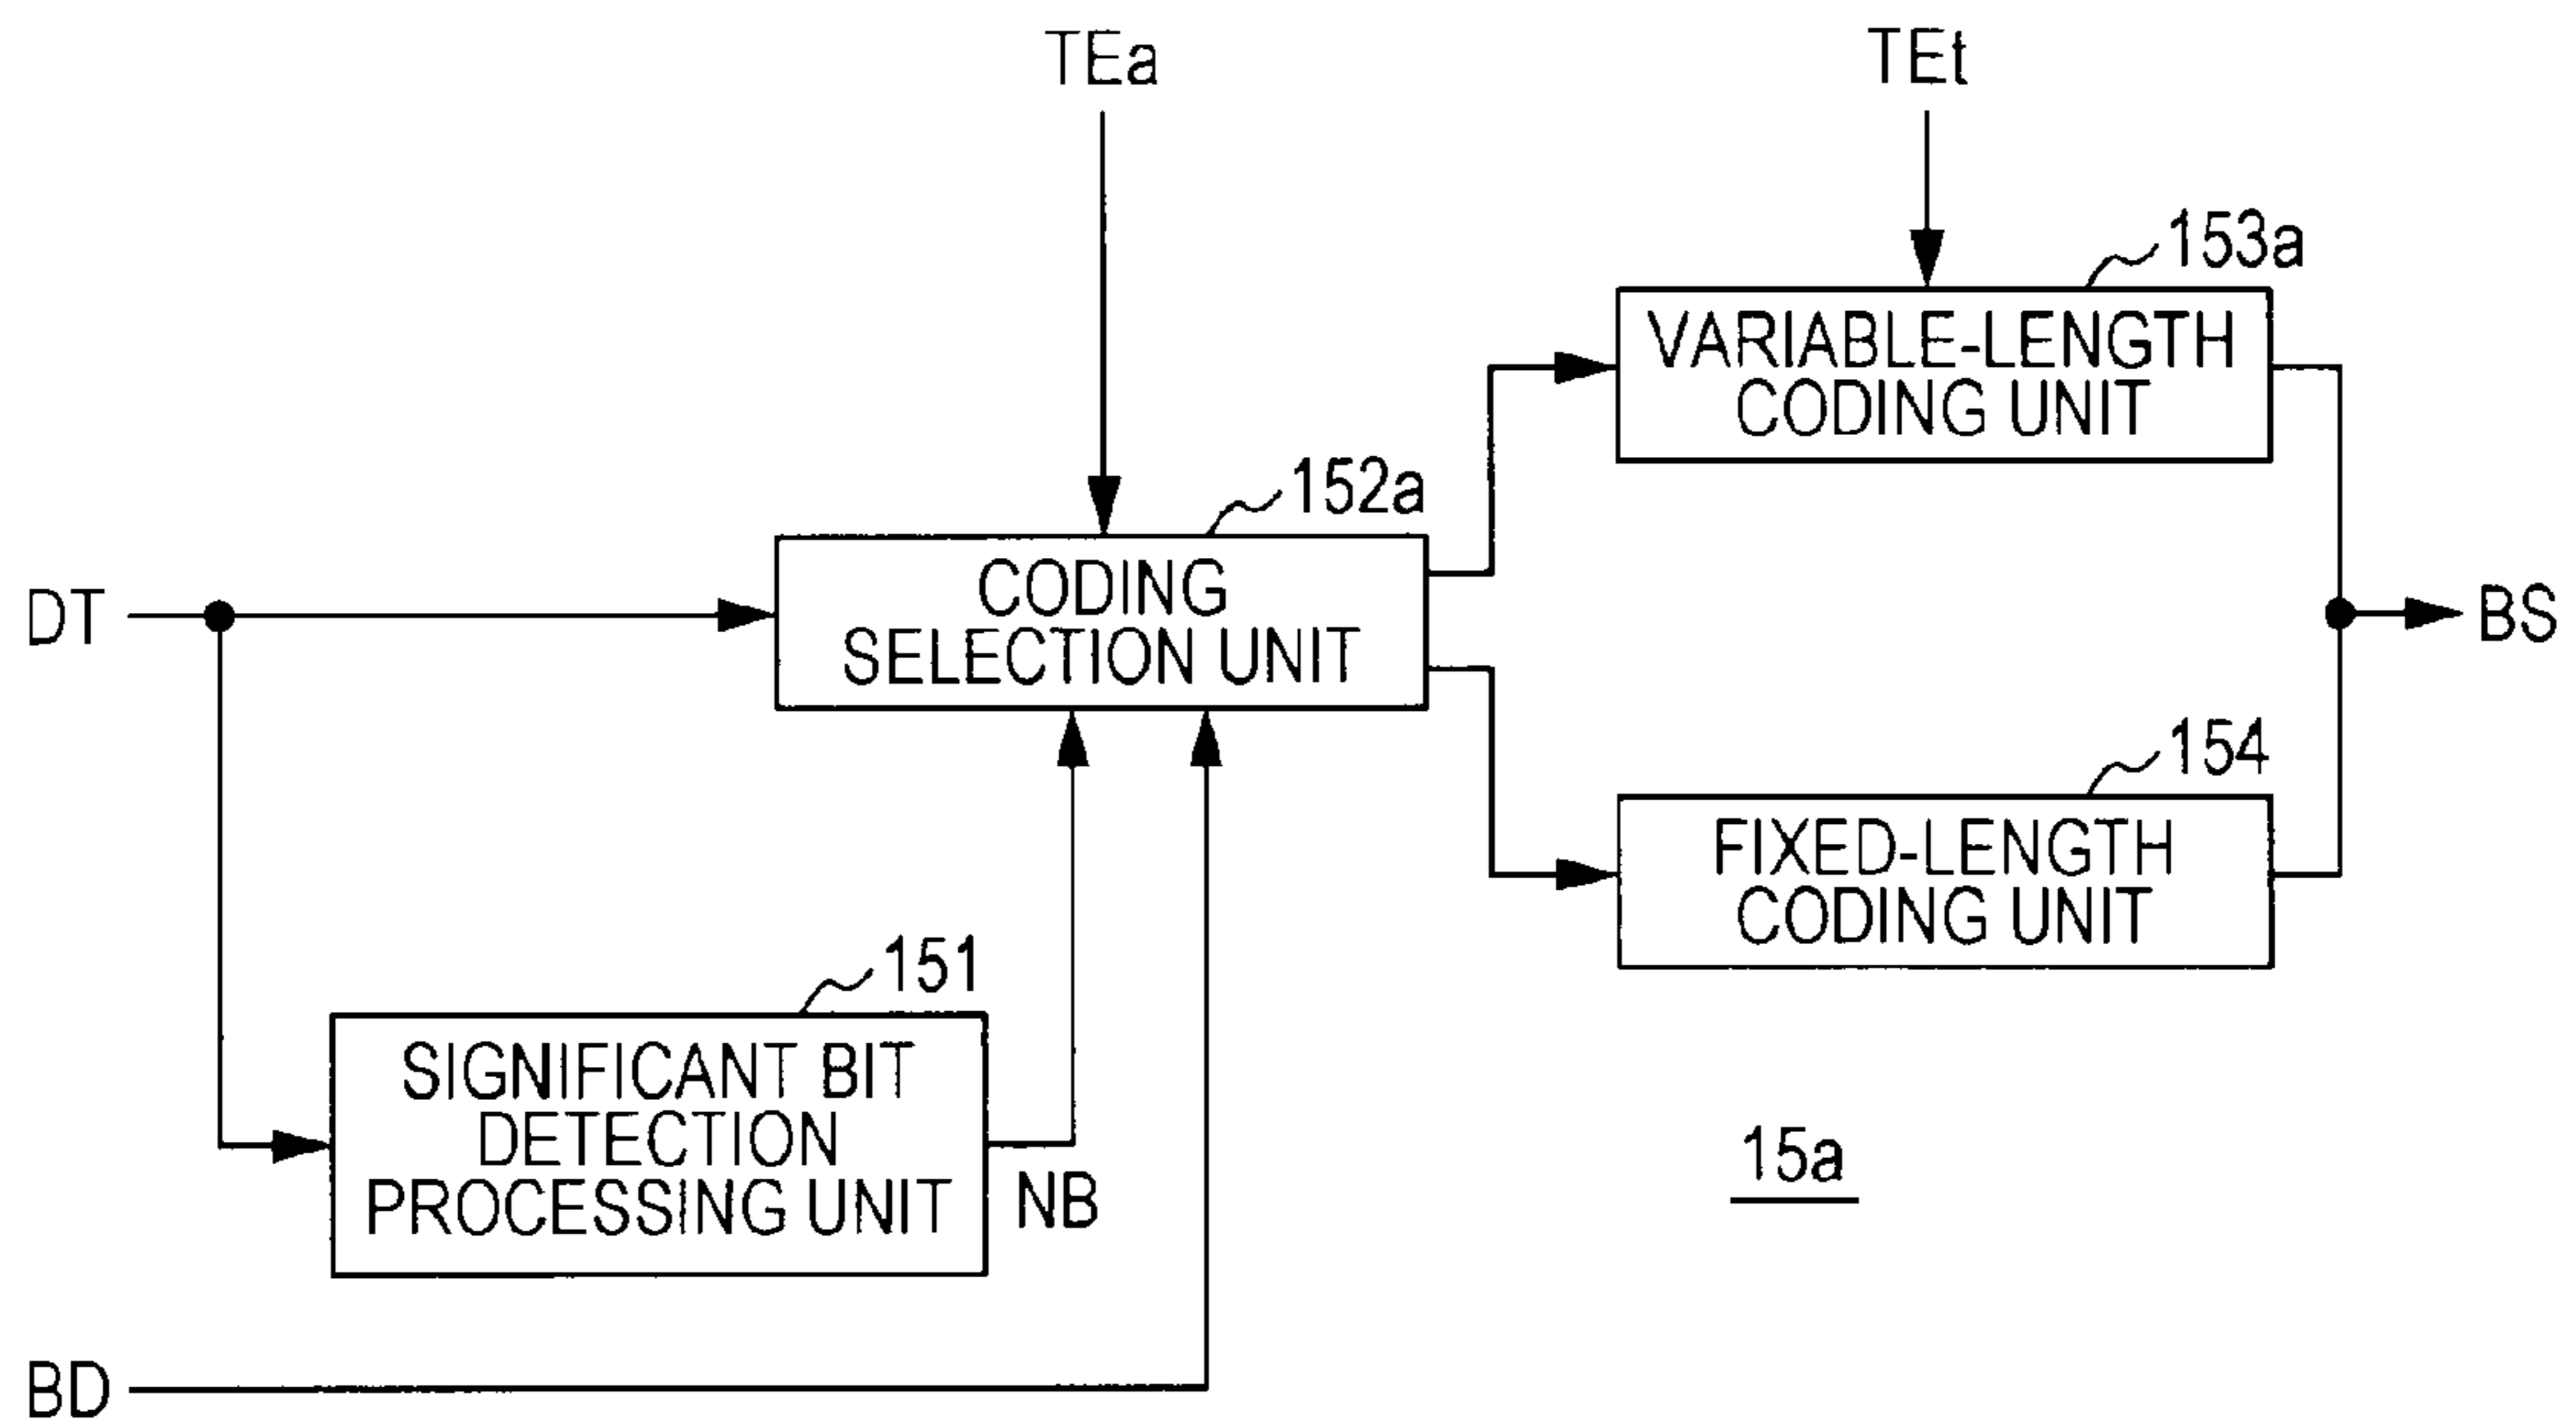 TEa
TEt
153a
VARIABLE-LENGTH
CODING UNIT
152a
CODING
SELECTION UNIT
DT
BS
154
FIXED-LENGTH
CODING UNIT
151
SIGNIFICANT BIT
DETECTION
PROCESSING UNIT
NB
15a
BD